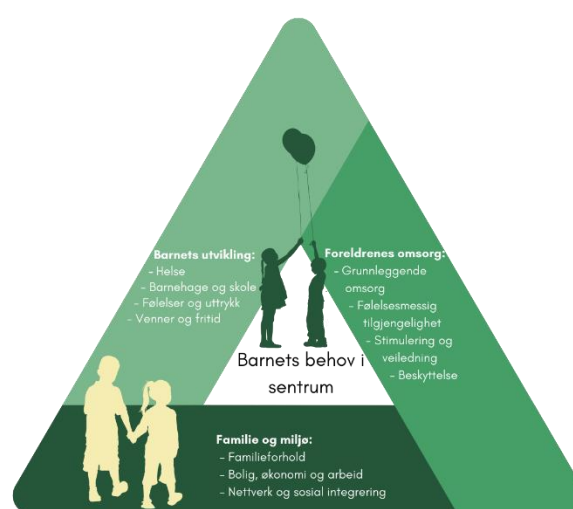 Barnets utvikling:
- Helse
- Barnehage og skole
- Følelser og uttrykk
- Venner og fritid
Foreldrenes omsorg:
- Grunnleggende
omsorg
- Følelsesmessig
tilgjengelighet
- Stimulering og
veiledning
- Beskyttelse
Barnets behov i
sentrum
Familie og miljø:
- Familieforhold
- Bolig, økonomi og arbeid
- Nettverk og sosial integrering